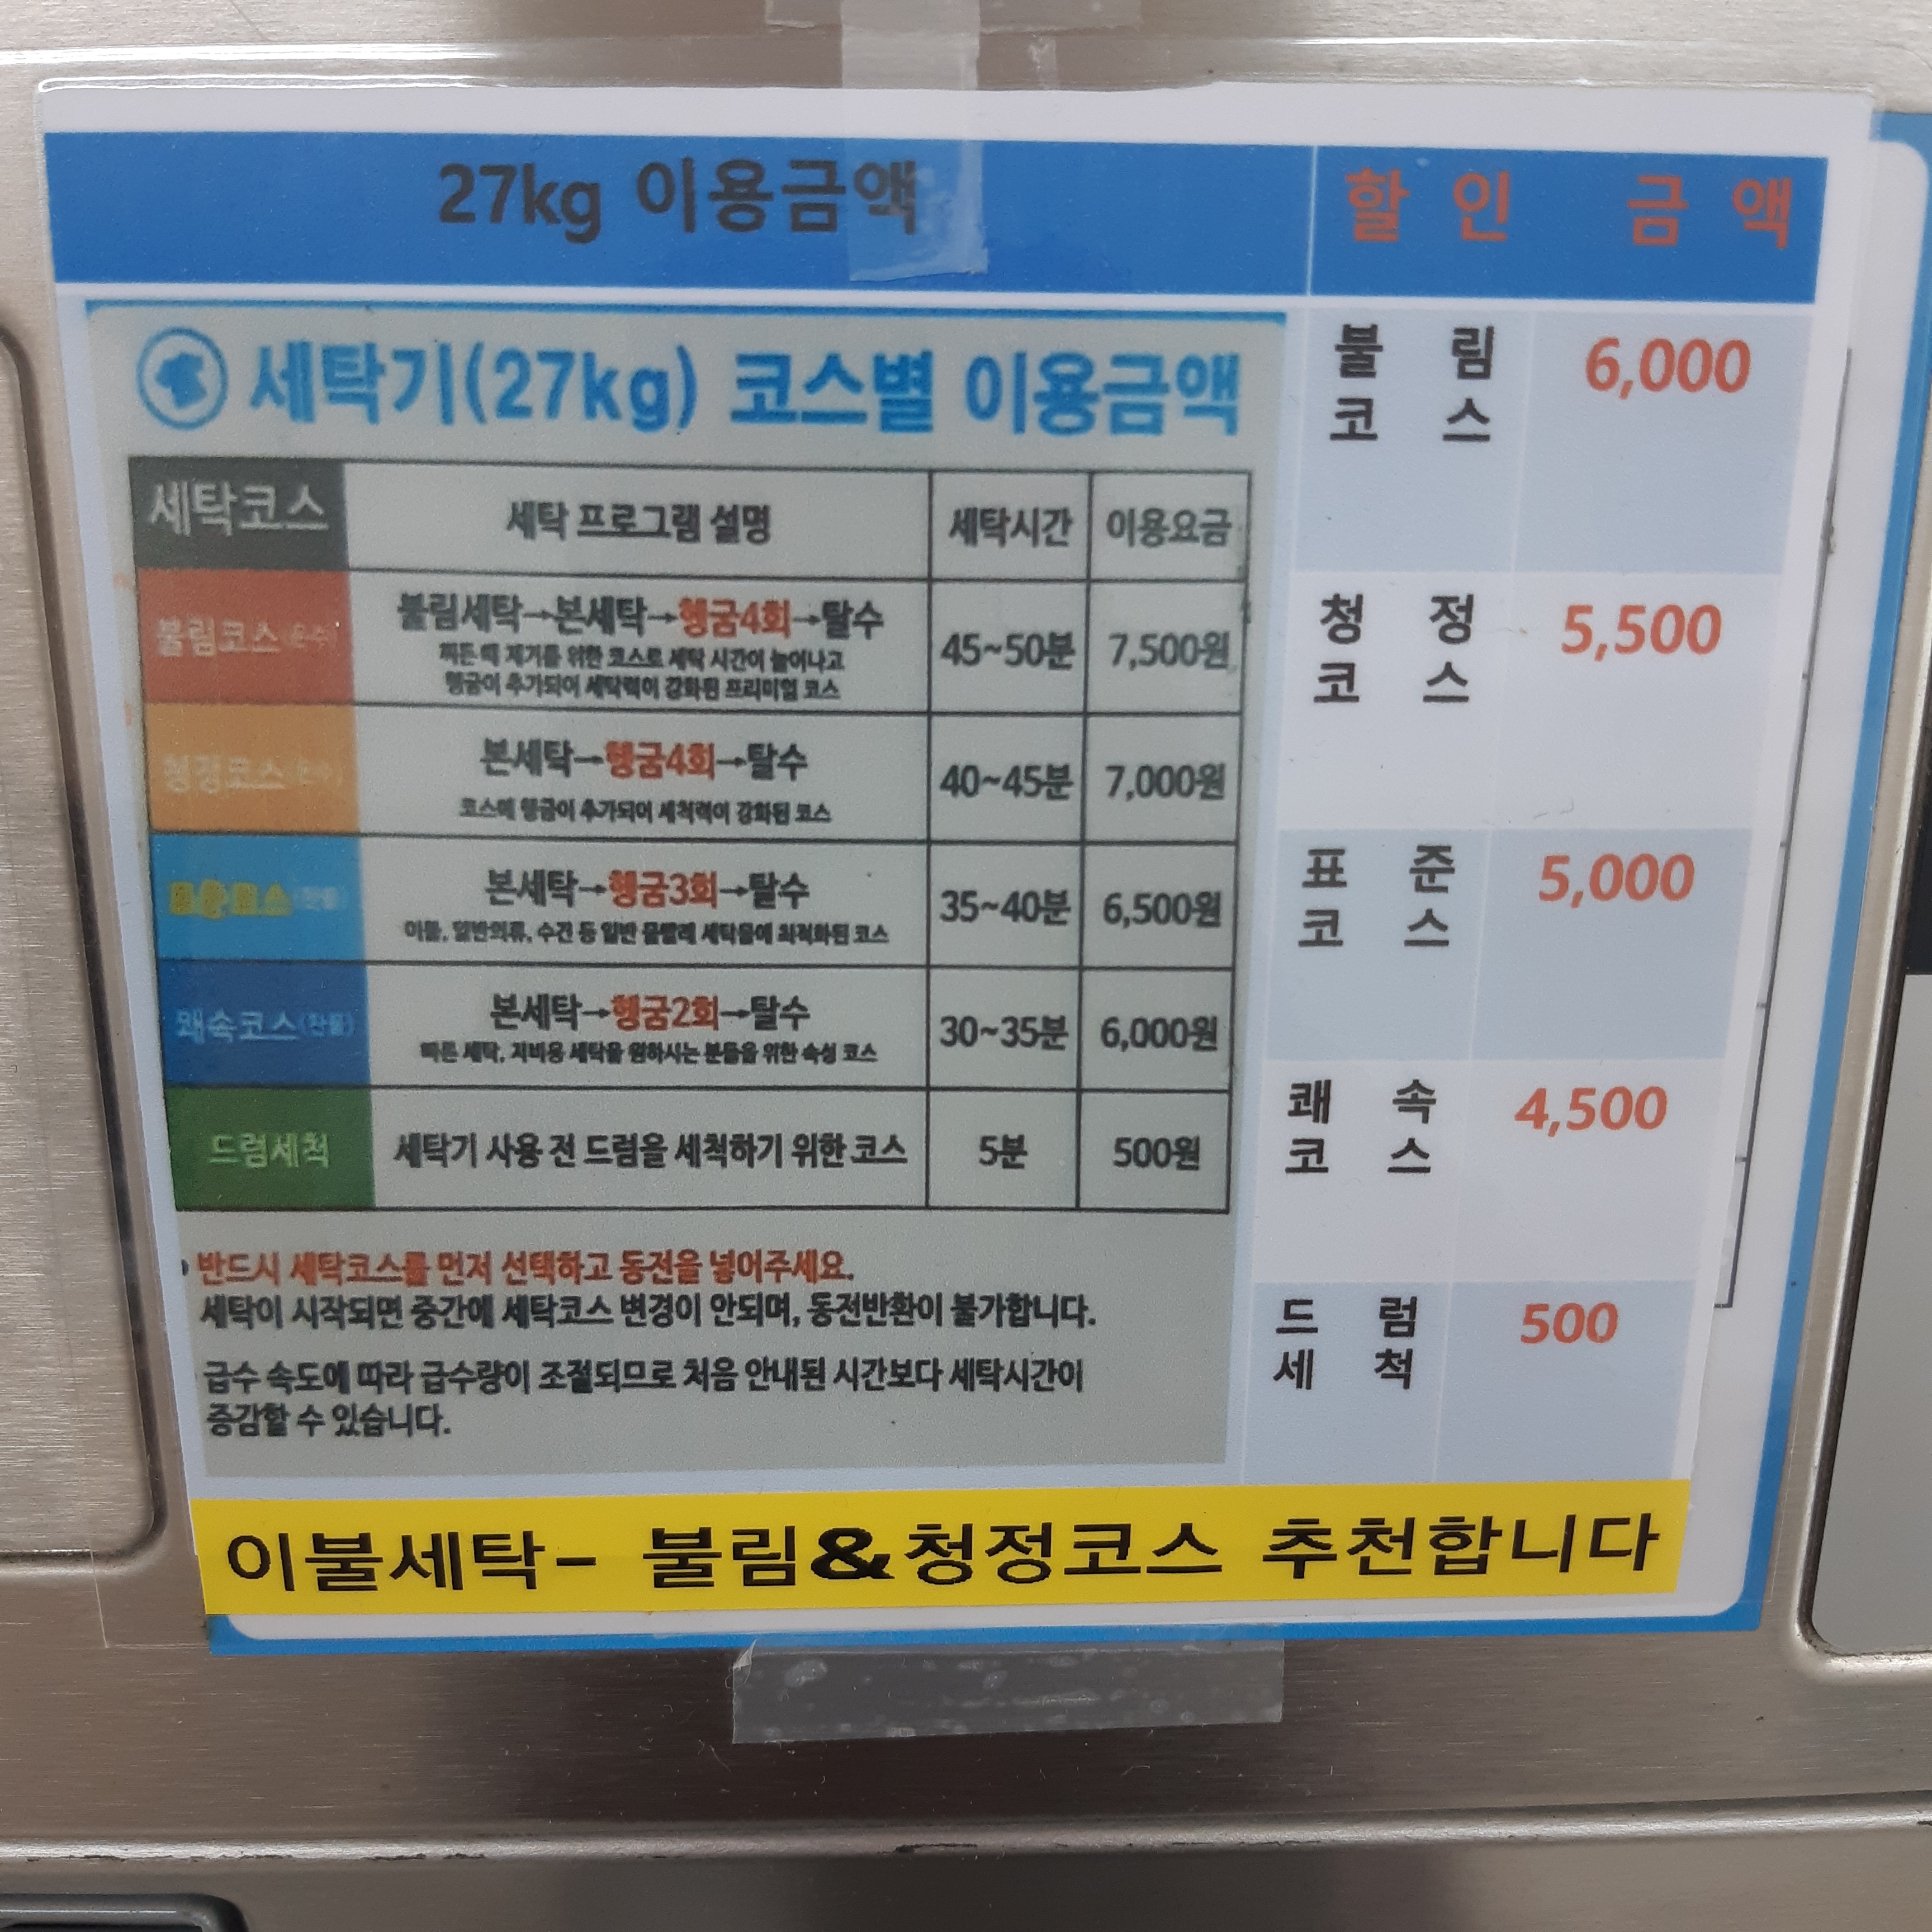 27kg 이용금액
할 인 금 액
세탁기(27kg) 코스별 이용금액
세탁코스 세탁 프로그램 설명 세탁시간 이용요금
불림코스(온수) 불림세탁→본세탁→헹굼4회→탈수 45~50분 7,500원
찌든 때 제거를 위한 코스로 세탁 시간이 늘어나고
헹굼이 추가되어 세탁력이 강화된 프리미엄 코스
청정코스(온수) 본세탁→헹굼4회→탈수 40~45분 7,000원
코스에 헹굼이 추가되어 세척력이 강화된 코스
표준코스(찬물) 본세탁→헹굼3회→탈수 35~40분 6,500원
이불, 일반의류, 수건 등 일반 물빨래 세탁물에 최적화된 코스
쾌속코스(찬물) 본세탁→헹굼2회→탈수 30~35분 6,000원
빠른 세탁, 저비용 세탁을 원하시는 분들을 위한 속성 코스
드럼세척 세탁기 사용 전 드럼을 세척하기 위한 코스 5분 500원
• 반드시 세탁코스를 먼저 선택하고 동전을 넣어주세요.
세탁이 시작되면 중간에 세탁코스 변경이 안되며, 동전반환이 불가합니다.
급수 속도에 따라 급수량이 조절되므로 처음 안내된 시간보다 세탁시간이
증감할 수 있습니다.
불 림 6,000
코 스
청 정 5,500
코 스
표 준 5,000
코 스
쾌 속 4,500
코 스
드 럼 500
세 척
이불세탁- 불림&청정코스 추천합니다